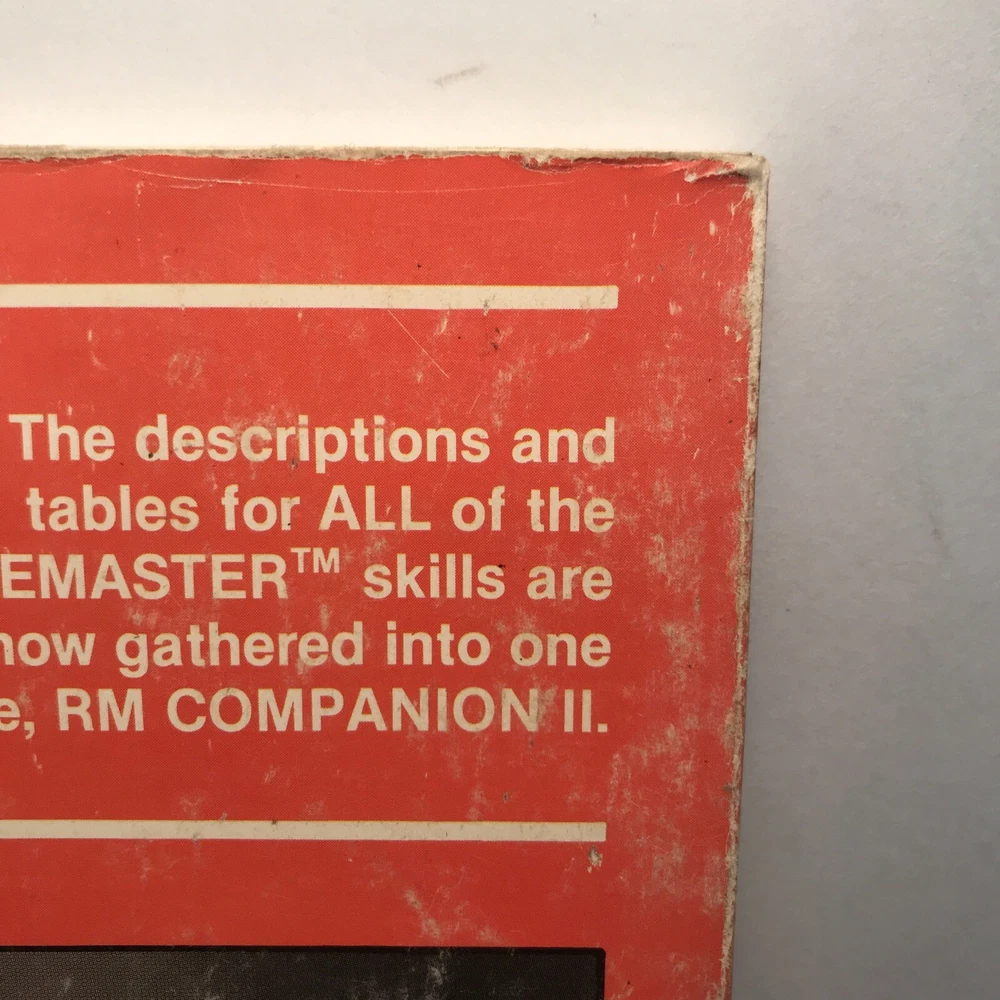 The descriptions and
tables for ALL of the
EMASTER™ skills are
now gathered into one
e, RM COMPANION II.